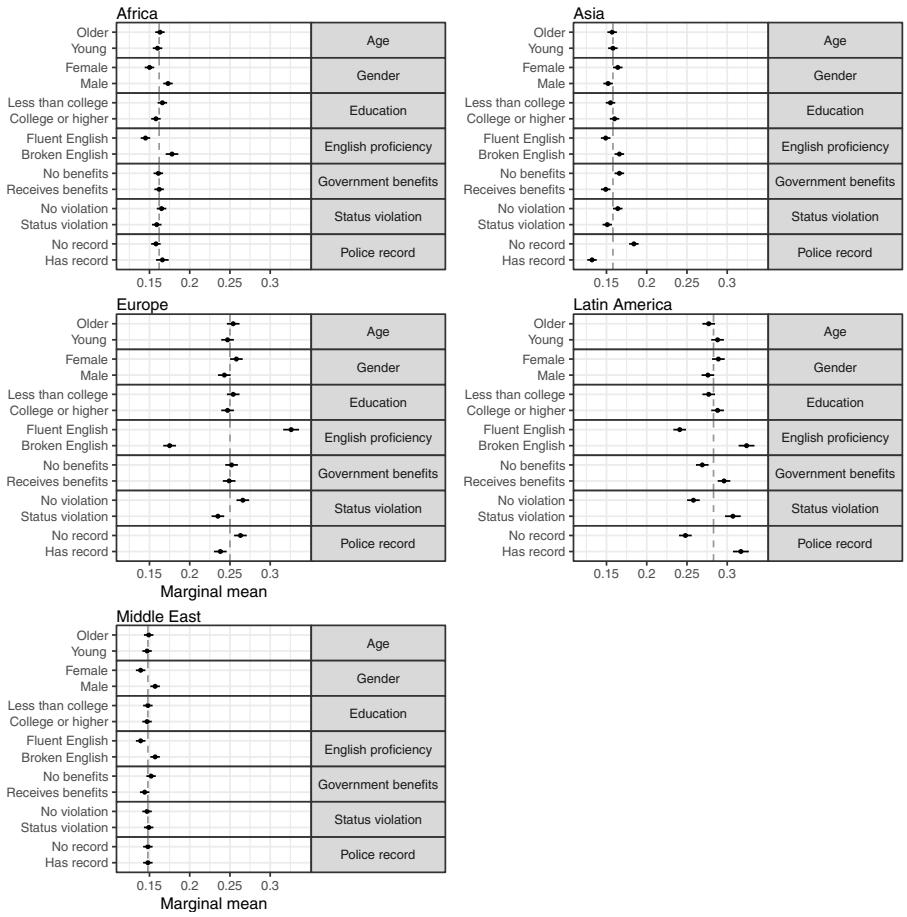 Africa
Older
Young
Age
Female
Male
Gender
Less than college
College or higher
Education
Fluent English
Broken English
English proficiency
No benefits
Receives benefits
Government benefits
No violation
Status violation
Status violation
No record
Has record
Police record
0.15 0.2 0.25 0.3
Asia
Older
Young
Age
Female
Male
Gender
Less than college
College or higher
Education
Fluent English
Broken English
English proficiency
No benefits
Receives benefits
Government benefits
No violation
Status violation
Status violation
No record
Has record
Police record
0.15 0.2 0.25 0.3
Europe
Older
Young
Age
Female
Male
Gender
Less than college
College or higher
Education
Fluent English
Broken English
English proficiency
No benefits
Receives benefits
Government benefits
No violation
Status violation
Status violation
No record
Has record
Police record
0.15 0.2 0.25 0.3
Marginal mean
Latin America
Older
Young
Age
Female
Male
Gender
Less than college
College or higher
Education
Fluent English
Broken English
English proficiency
No benefits
Receives benefits
Government benefits
No violation
Status violation
Status violation
No record
Has record
Police record
0.15 0.2 0.25 0.3
Middle East
Older
Young
Age
Female
Male
Gender
Less than college
College or higher
Education
Fluent English
Broken English
English proficiency
No benefits
Receives benefits
Government benefits
No violation
Status violation
Status violation
No record
Has record
Police record
0.15 0.2 0.25 0.3
Marginal mean